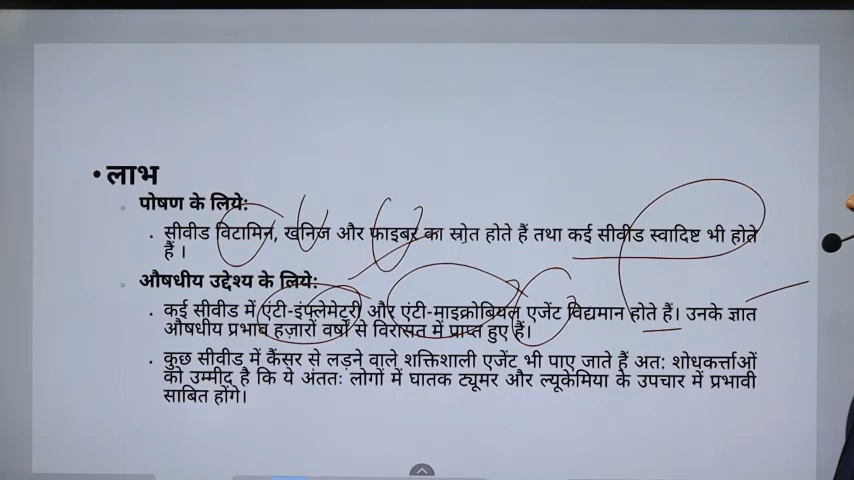 • लाभ
◦ पोषण के लिये:
▪ सीवीड विटामिन, खनिज और फाइबर का स्रोत होते हैं तथा कई सीवीड स्वादिष्ट भी होते
हैं ।
◦ औषधीय उद्देश्य के लिये:
▪ कई सीवीड में एंटी-इंफ्लेमेटरी और एंटी-माइक्रोबियल एजेंट विद्यमान होते हैं। उनके ज्ञात
औषधीय प्रभाव हज़ारों वर्षों से विरासत में प्राप्त हुए हैं।
▪ कुछ सीवीड में कैंसर से लड़ने वाले शक्तिशाली एजेंट भी पाए जाते हैं अत: शोधकर्त्ताओं
को उम्मीद है कि ये अंततः लोगों में घातक ट्यूमर और ल्यूकेमिया के उपचार में प्रभावी
साबित होंगे।